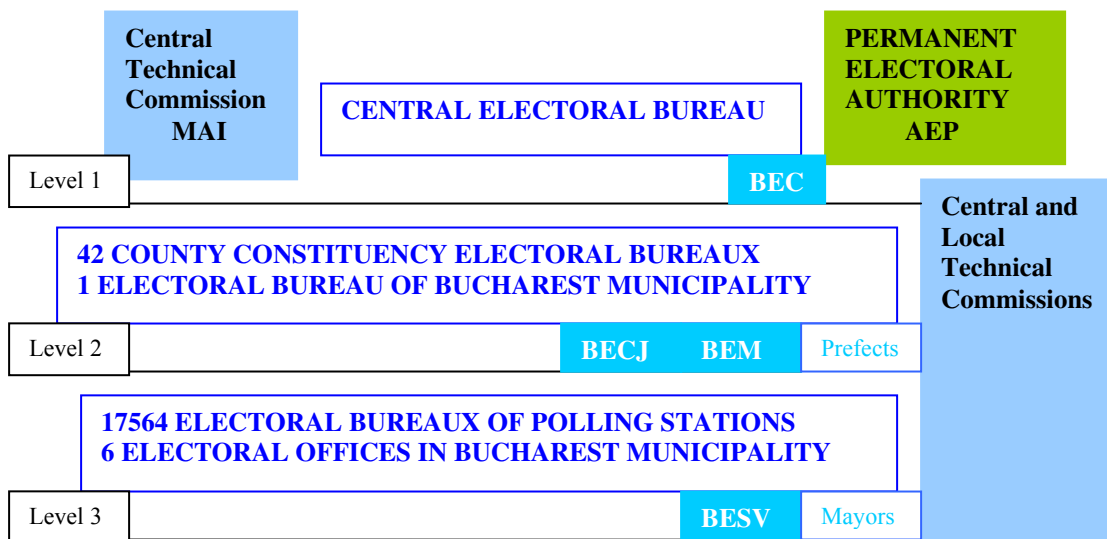 Central
Technical
Commission
MAI
CENTRAL ELECTORAL BUREAU
PERMANENT
ELECTORAL
AUTHORITY
AEP
Level 1
BEC
Central and
Local
Technical
Commissions
42 COUNTY CONSTITUENCY ELECTORAL BUREAUX
1 ELECTORAL BUREAU OF BUCHAREST MUNICIPALITY
Level 2
BECJ BEM
Prefects
17564 ELECTORAL BUREAUX OF POLLING STATIONS
6 ELECTORAL OFFICES IN BUCHAREST MUNICIPALITY
Level 3
BESV
Mayors